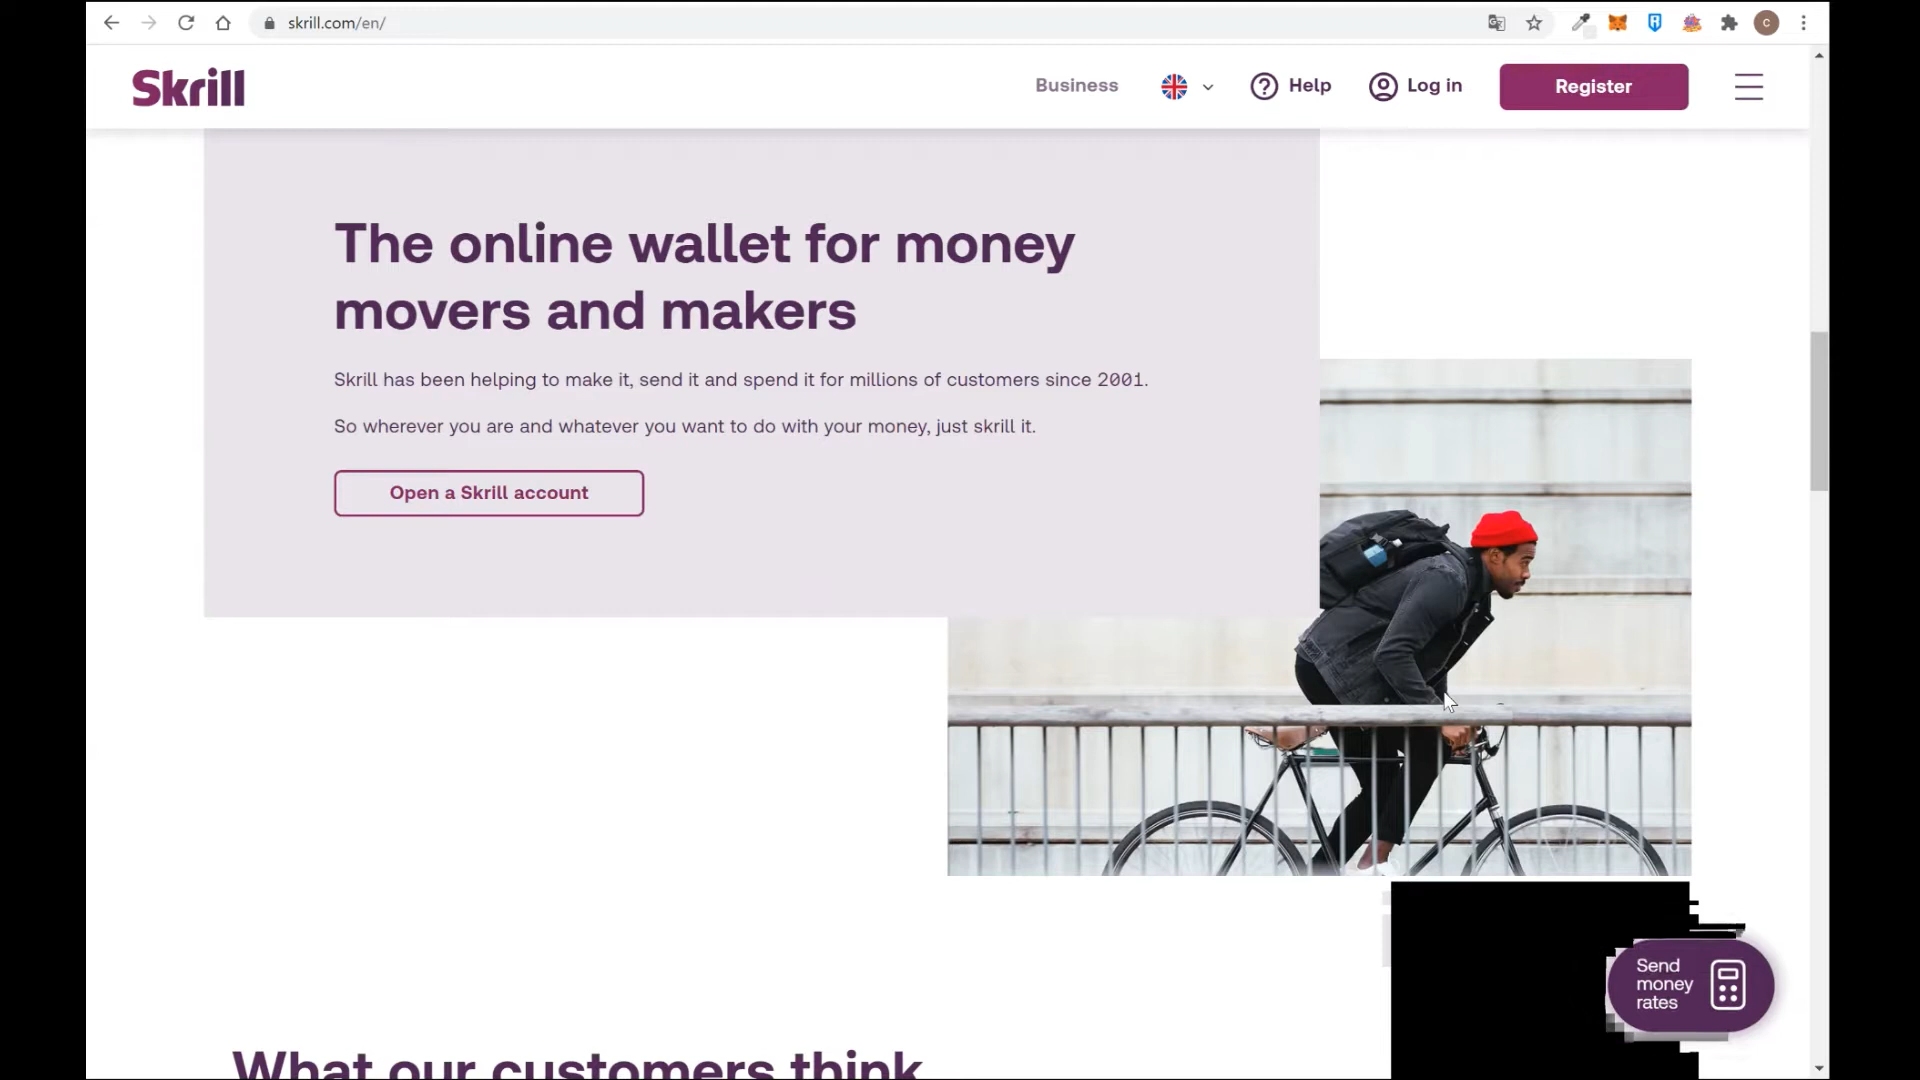 skrill.com/en/
C
Skrill
Business
Help
Log in
Register
The online wallet for money
movers and makers
Skrill has been helping to make it, send it and spend it for millions of customers since 2001.
So wherever you are and whatever you want to do with your money, just skrill it.
Open a Skrill account
Send
money
rates
What our customers think